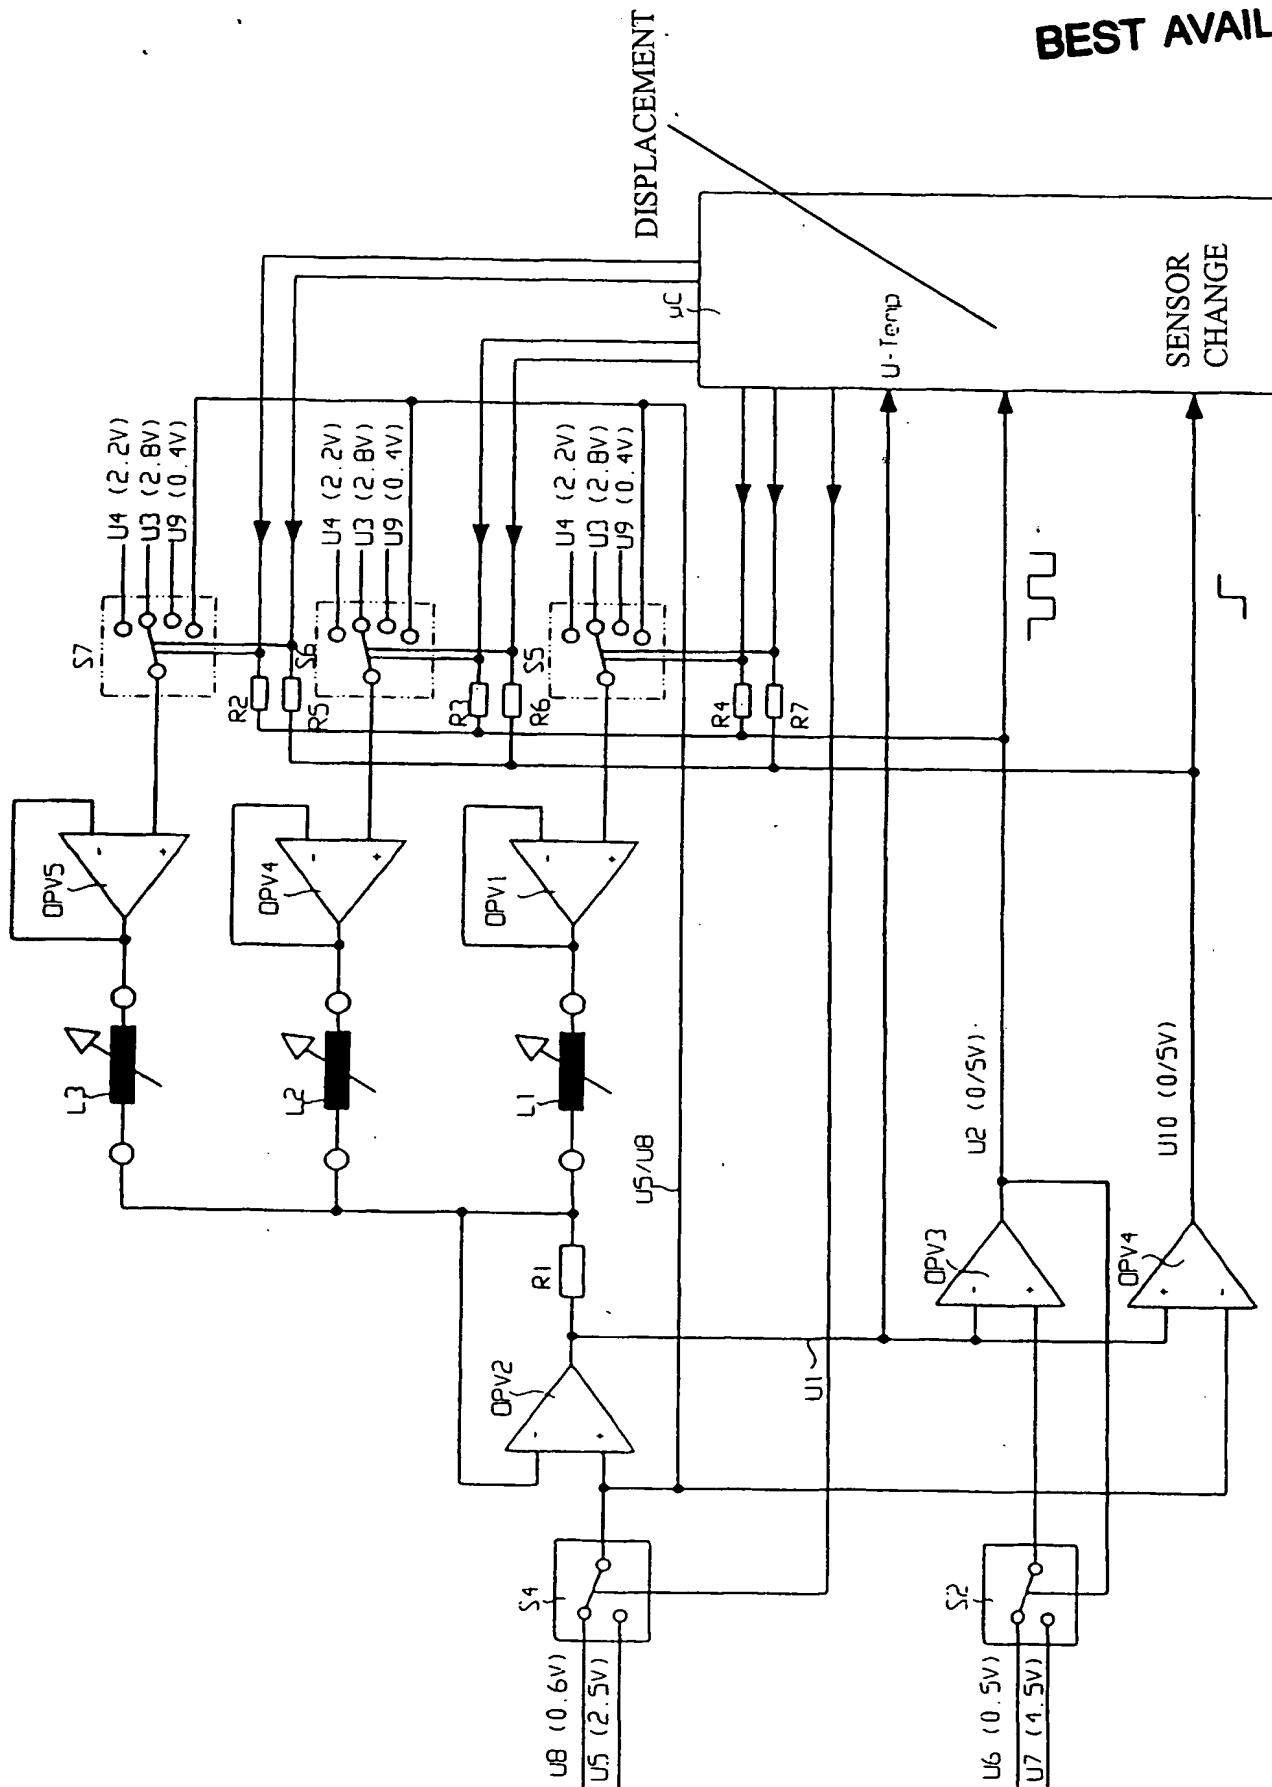 BEST AVAIL
DISPLACEMENT
U4 (2.2V)
U3 (2.8V)
U9 (0.4V)
S7
R2
R5
OPV5
L3
U4 (2.2V)
U3 (2.8V)
U9 (0.4V)
S6
R3
R6
OPV4
L2
U4 (2.2V)
U3 (2.8V)
U9 (0.4V)
S5
R4
R7
OPV1
L1
µC
U-Temp
SENSOR
CHANGE
U5/U8
R1
OPV2
U1
S4
U8 (0.6V)
U5 (2.5V)
U2 (0/5V)
OPV3
S2
U6 (0.5V)
U7 (4.5V)
U10 (0/5V)
OPV4
- +
- +
- +
- +
- +
+ -